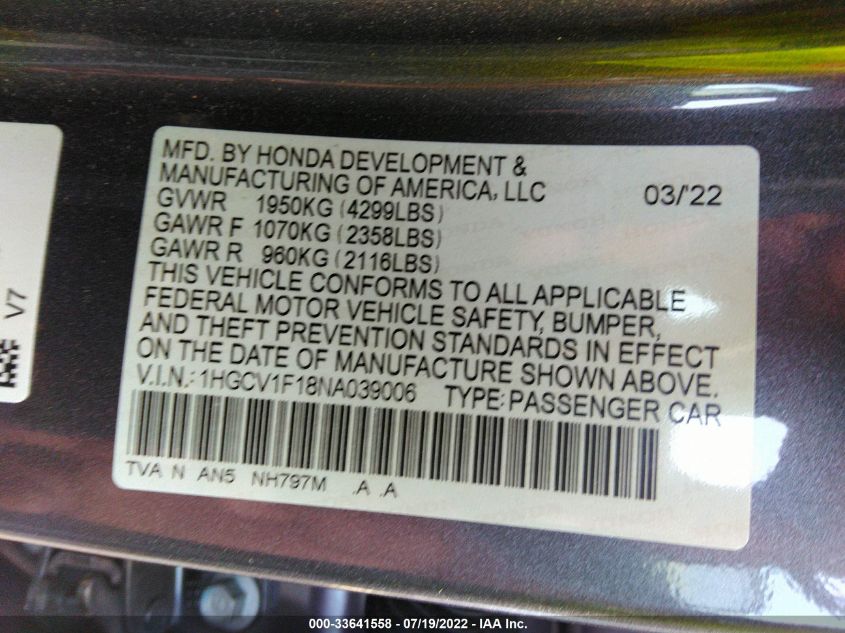 MFD. BY HONDA DEVELOPMENT &
MANUFACTURING OF AMERICA, LLC 03/'22
GVWR 1950KG (4299LBS)
GAWR F 1070KG (2358LBS)
GAWR R 960KG (2116LBS)
THIS VEHICLE CONFORMS TO ALL APPLICABLE
FEDERAL MOTOR VEHICLE SAFETY, BUMPER,
AND THEFT PREVENTION STANDARDS IN EFFECT
ON THE DATE OF MANUFACTURE SHOWN ABOVE.
V.I.N.: 1HGCV1F18NA039006 TYPE: PASSENGER CAR
TVA N AN5 NH797M .A .A
V7
000-33641558 - 07/19/2022 - IAA Inc.